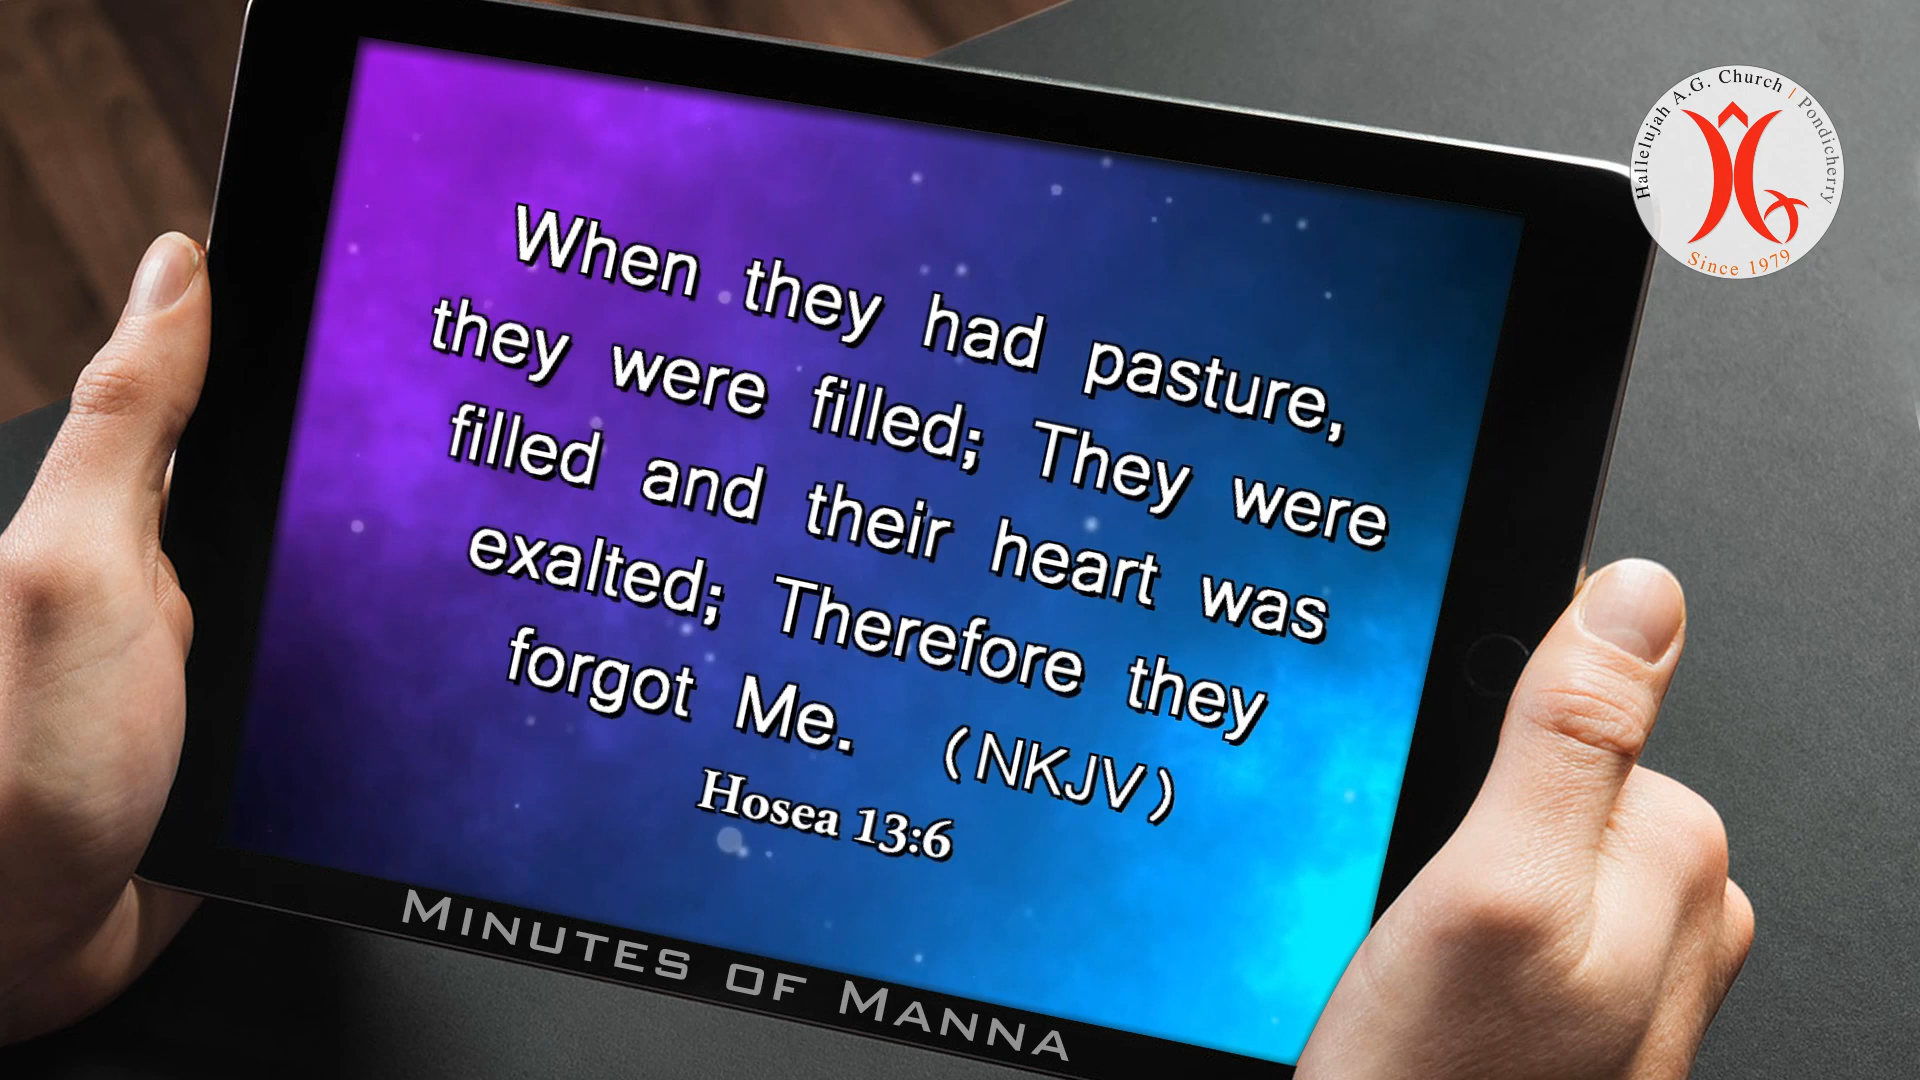 When they had pasture,
they were filled; They were
filled and their heart was
exalted; Therefore they
forgot Me. (NKJV)
Hosea 13:6
MINUTES OF MANNA
Hallelujah A.G. Church | Pondicherry
Since 1979